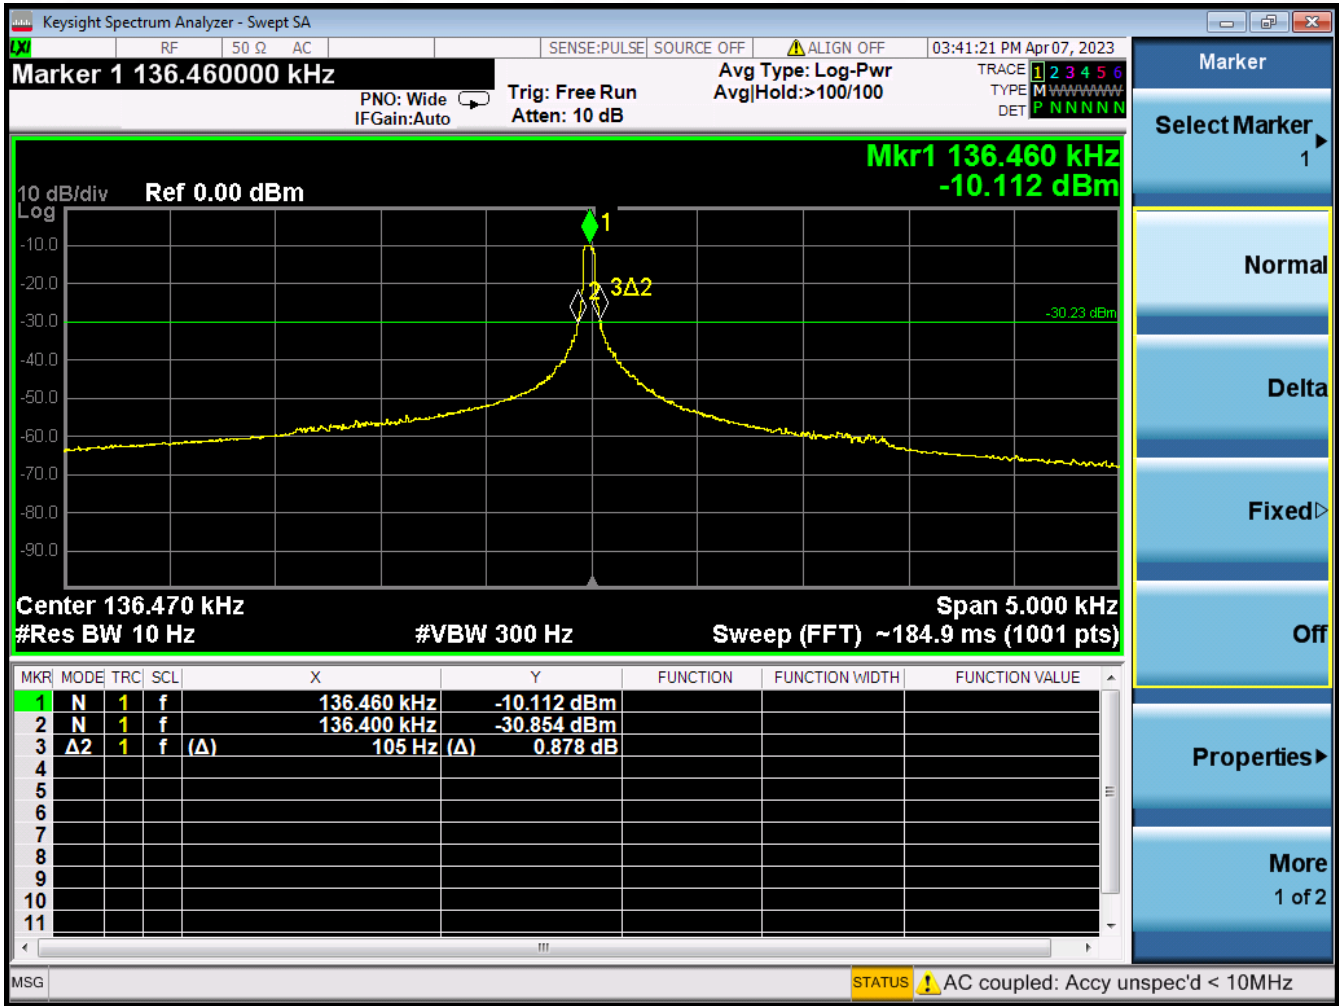 Keysight Spectrum Analyzer - Swept SA
LXI RF 50 Ω AC SENSE:PULSE SOURCE OFF ALIGN OFF 03:41:21 PM Apr 07, 2023
Marker 1 136.460000 kHz
PNO: Wide
IFGain:Auto
Trig: Free Run
Atten: 10 dB
Avg Type: Log-Pwr
Avg|Hold:>100/100
TRACE 1 2 3 4 5 6
TYPE M WWWWW
DET P N N N N N
Mkr1 136.460 kHz
-10.112 dBm
10 dB/div
Log
Ref 0.00 dBm
1
-10.0
-20.0
2 3Δ2
-30.0
-30.23 dBm
-40.0
-50.0
-60.0
-70.0
-80.0
-90.0
Center 136.470 kHz
Span 5.000 kHz
#Res BW 10 Hz
#VBW 300 Hz
Sweep (FFT) ~184.9 ms (1001 pts)
MKR MODE TRC SCL X Y FUNCTION FUNCTION WIDTH FUNCTION VALUE
1 N 1 f 136.460 kHz -10.112 dBm
2 N 1 f 136.400 kHz -30.854 dBm
3 Δ2 1 f (Δ) 105 Hz (Δ) 0.878 dB
4
5
6
7
8
9
10
11
MSG
STATUS
AC coupled: Accy unspec'd < 10MHz
Marker
Select Marker
1
Normal
Delta
Fixed
Off
Properties
More
1 of 2